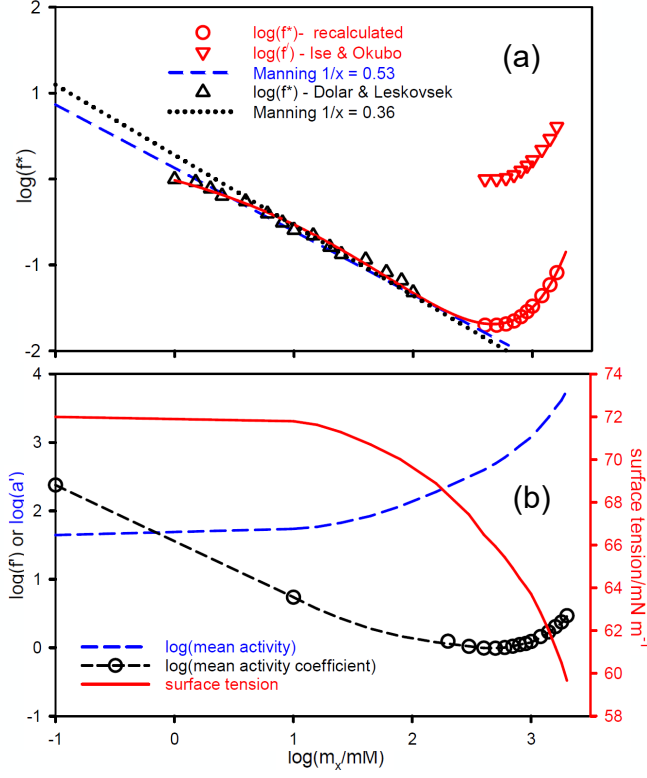 2
1
0
-1
-2
log(f*)
log(f*)- recalculated
log(f/) - Ise & Okubo
Manning 1/x = 0.53
log(f*) - Dolar & Leskovsek
Manning 1/x = 0.36
(a)
4
3
2
1
0
-1
log(f') or log(a')
74
72
70
68
66
64
62
60
58
surface tension/mN m-1
(b)
log(mean activity)
log(mean activity coefficient)
surface tension
-1
0
1
2
3
log(mx/mM)